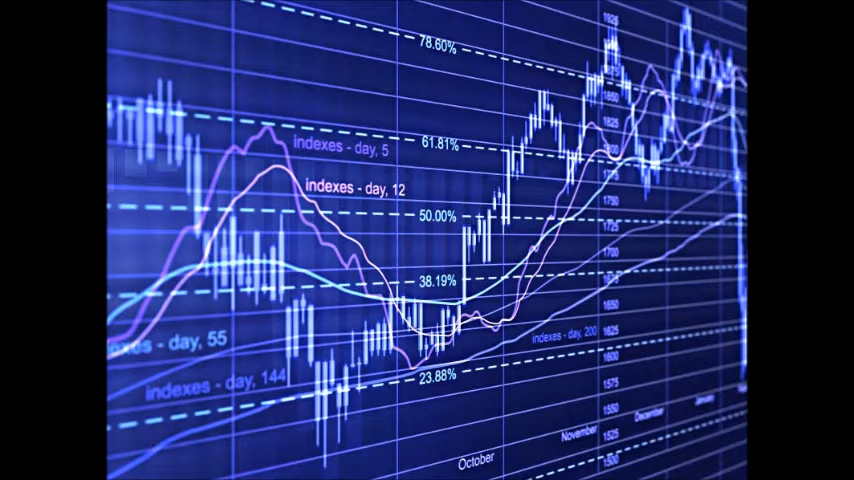 78.60%
61.81%
indexes - day, 5
indexes - day, 12
50.00%
38.19%
indexes - day, 55
indexes - day, 200
indexes - day, 144
23.88%
1925
1850
1825
1800
1750
1725
1700
1675
1650
1625
1600
1575
1550
1525
1500
October
November
December
January